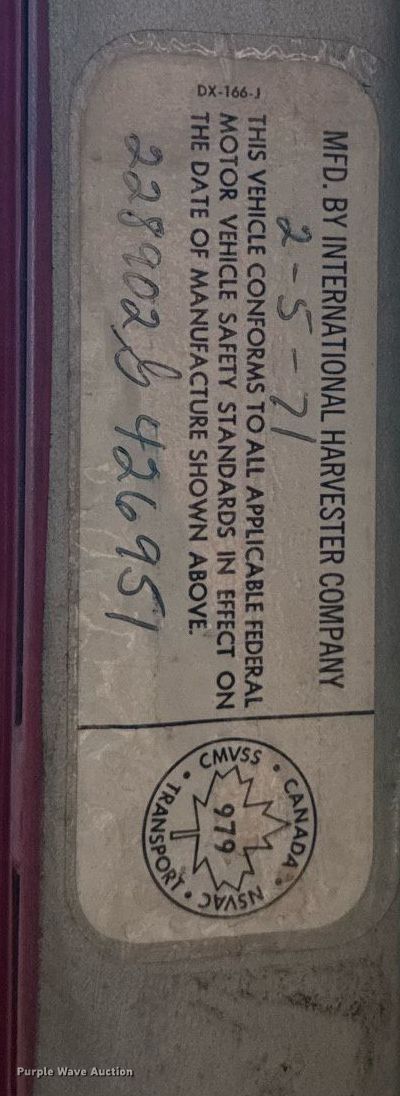 MFD. BY INTERNATIONAL HARVESTER COMPANY
2-5-71
THIS VEHICLE CONFORMS TO ALL APPLICABLE FEDERAL
MOTOR VEHICLE SAFETY STANDARDS IN EFFECT ON
THE DATE OF MANUFACTURE SHOWN ABOVE.
DX-166-J
228902G426951
CANADA • NSVAC • TRANSPORT • CMVSS •
979
Purple Wave Auction